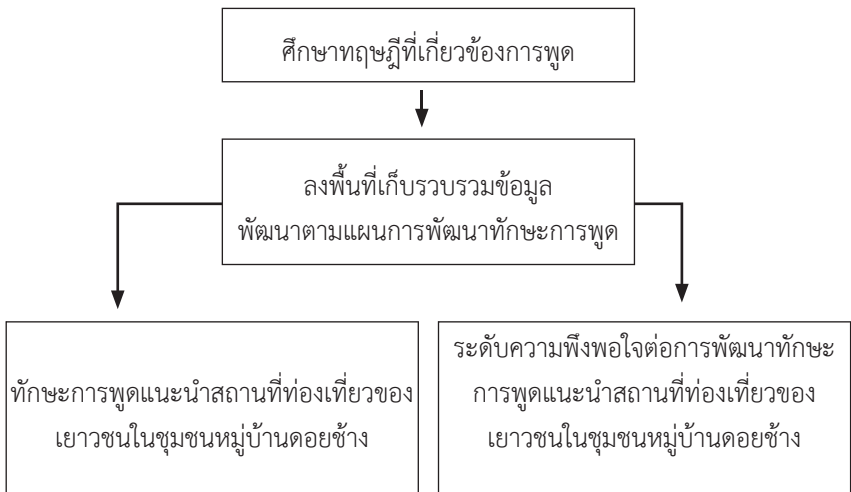 ศึกษาทฤษฎีที่เกี่ยวข้องการพูด
ลงพื้นที่เก็บรวบรวมข้อมูล
พัฒนาตามแผนการพัฒนาทักษะการพูด
ทักษะการพูดแนะนำสถานที่ท่องเที่ยวของ
เยาวชนในชุมชนหมู่บ้านดอยช้าง
ระดับความพึงพอใจต่อการพัฒนาทักษะ
การพูดแนะนำสถานที่ท่องเที่ยวของ
เยาวชนในชุมชนหมู่บ้านดอยช้าง